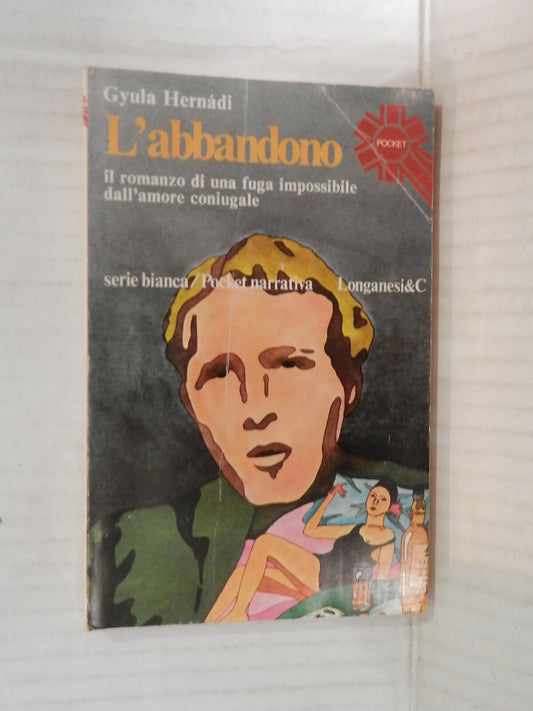 Gyula Hernádi
L'abbandono
POCKET
il romanzo di una fuga impossibile
dall'amore coniugale
serie bianca/Pocket narrativa Longanesi&C